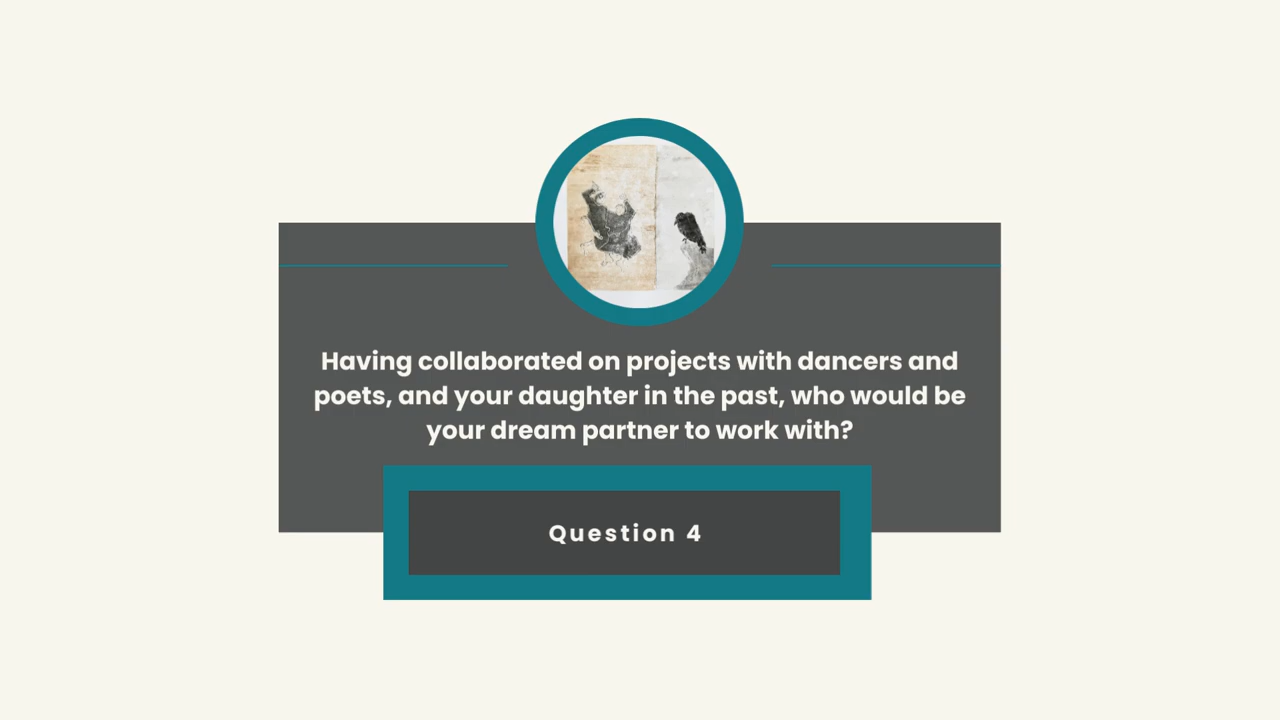 Having collaborated on projects with dancers and
poets, and your daughter in the past, who would be
your dream partner to work with?
Question 4